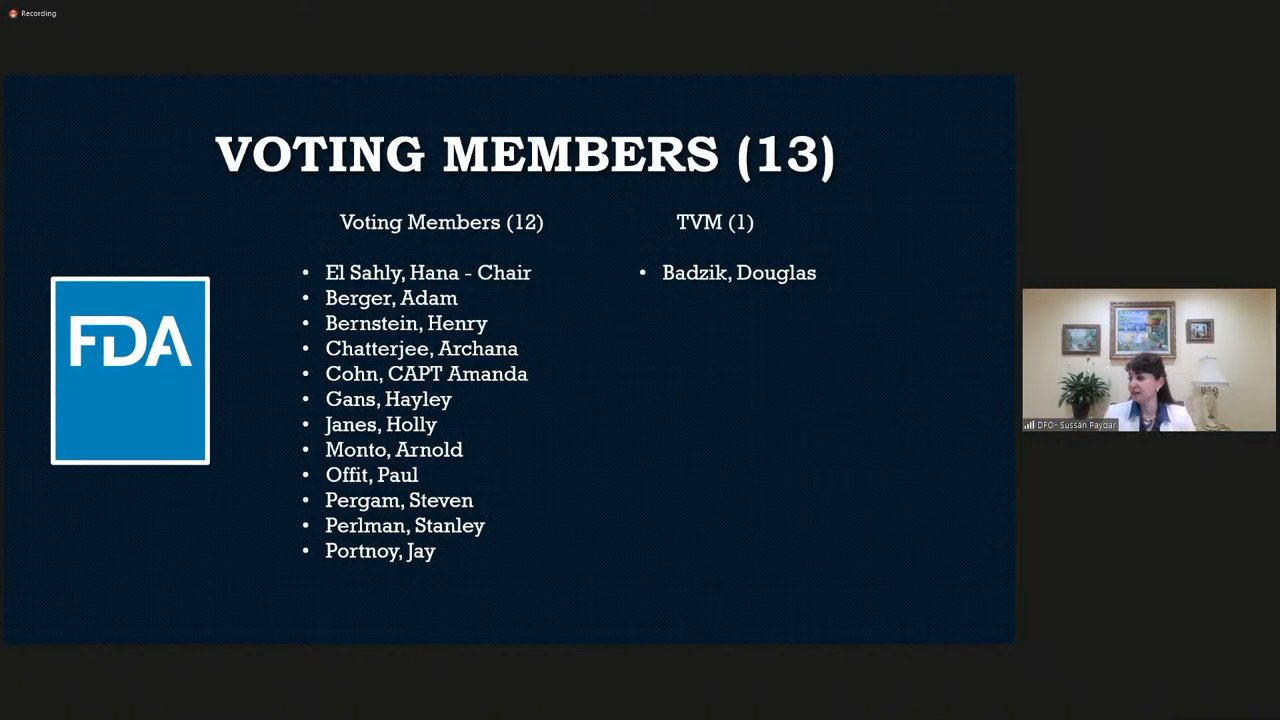 Recording
VOTING MEMBERS (13)
Voting Members (12)
• El Sahly, Hana - Chair
• Berger, Adam
• Bernstein, Henry
• Chatterjee, Archana
• Cohn, CAPT Amanda
• Gans, Hayley
• Janes, Holly
• Monto, Arnold
• Offit, Paul
• Pergam, Steven
• Perlman, Stanley
• Portnoy, Jay
TVM (1)
• Badzik, Douglas
FDA
DFO- Sussan Paydar